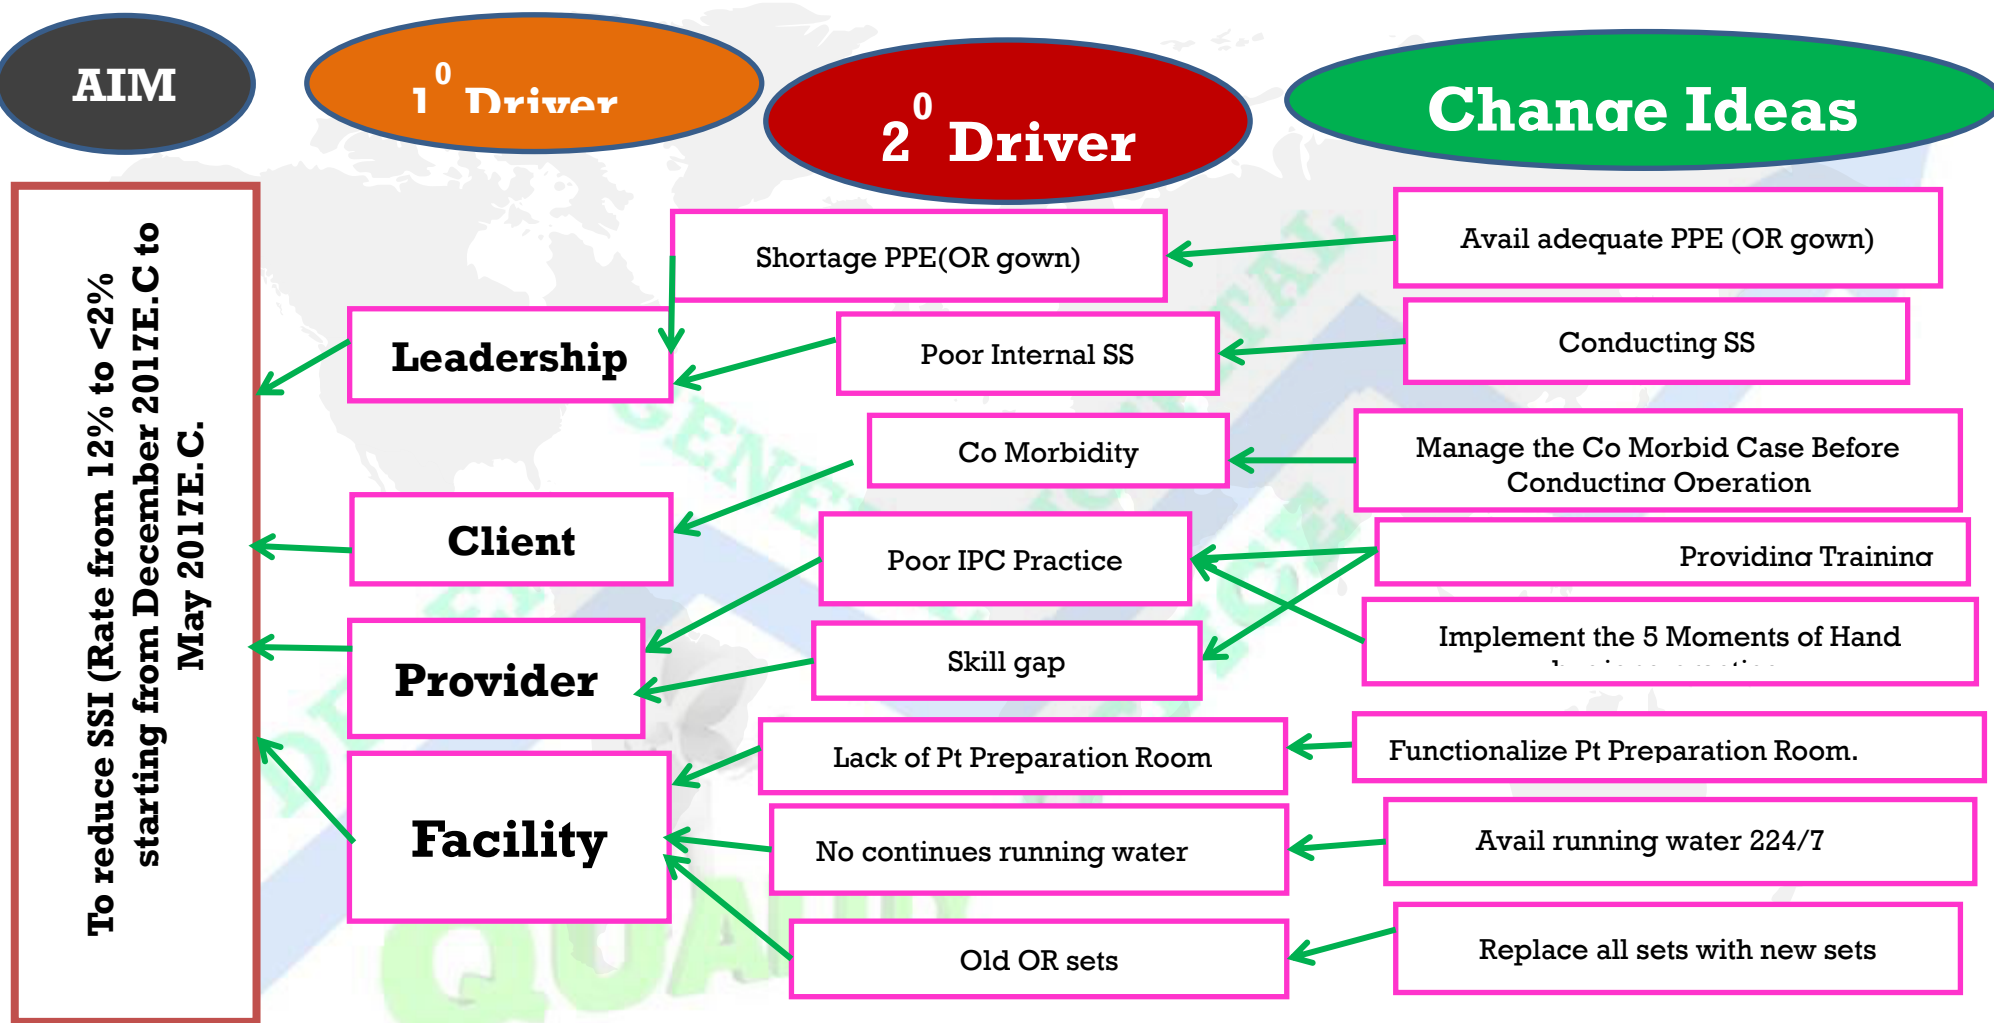 AIM
1⁰ Driver
2⁰ Driver
Change Ideas
To reduce SSI (Rate from 12% to <2%
starting from December 2017E.C to
May 2017E.C.
Leadership
Client
Provider
Facility
Shortage PPE(OR gown)
Poor Internal SS
Co Morbidity
Poor IPC Practice
Skill gap
Lack of Pt Preparation Room
No continues running water
Old OR sets
Avail adequate PPE (OR gown)
Conducting SS
Manage the Co Morbid Case Before
Conducting Operation
Providing Training
Implement the 5 Moments of Hand
Functionalize Pt Preparation Room.
Avail running water 224/7
Replace all sets with new sets
QUALITY